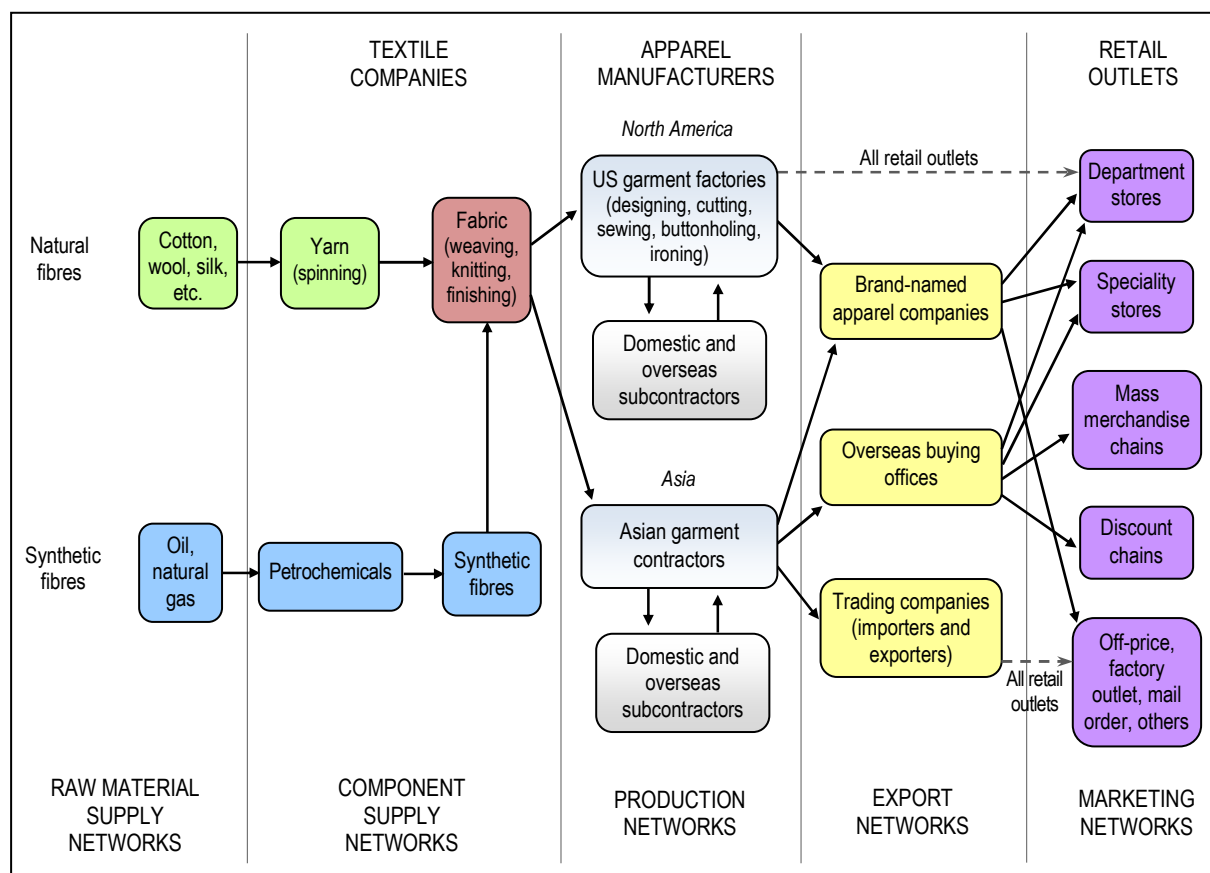 TEXTILE
COMPANIES
APPAREL
MANUFACTURERS
RETAIL
OUTLETS
North America
All retail outlets
Natural
fibres
Cotton,
wool, silk,
etc.
Yarn
(spinning)
Fabric
(weaving,
knitting,
finishing)
US garment factories
(designing, cutting,
sewing, buttonholing,
ironing)
Domestic and
overseas
subcontractors
Brand-named
apparel companies
Department
stores
Speciality
stores
Mass
merchandise
chains
Overseas buying
offices
Asia
Synthetic
fibres
Oil,
natural
gas
Petrochemicals
Synthetic
fibres
Asian garment
contractors
Domestic and
overseas
subcontractors
Trading companies
(importers and
exporters)
All retail
outlets
Discount
chains
Off-price,
factory
outlet, mail
order, others
RAW MATERIAL
SUPPLY
NETWORKS
COMPONENT
SUPPLY
NETWORKS
PRODUCTION
NETWORKS
EXPORT
NETWORKS
MARKETING
NETWORKS